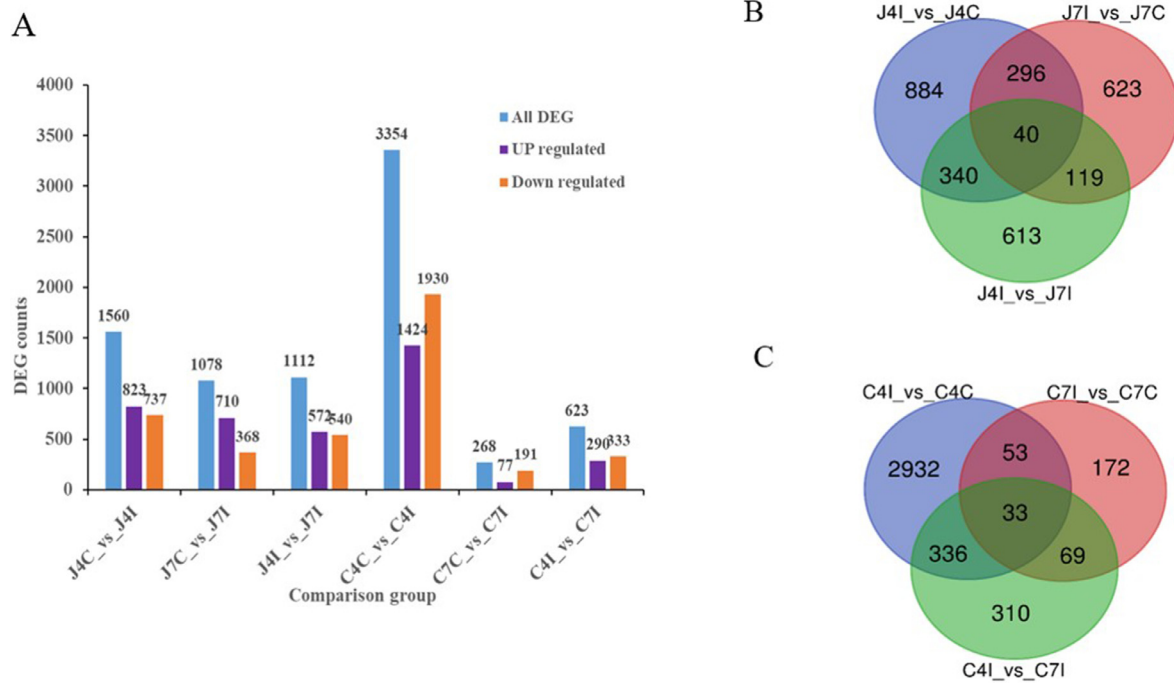 A
4000
3500
3000
2500
2000
1500
1000
500
0
DEG counts
All DEG
UP regulated
Down regulated
1560
823
737
1078
710
368
1112
572
540
3354
1424
1930
268
77
191
623
290
333
J4C_vs_J4I
J7C_vs_J7I
J4I_vs_J7I
C4C_vs_C4I
C7C_vs_C7I
C4I_vs_C7I
Comparison group
B
J4I_vs_J4C
J7I_vs_J7C
884
296
623
40
340
119
613
J4I_vs_J7I
C
C4I_vs_C4C
C7I_vs_C7C
2932
53
172
33
336
69
310
C4I_vs_C7I